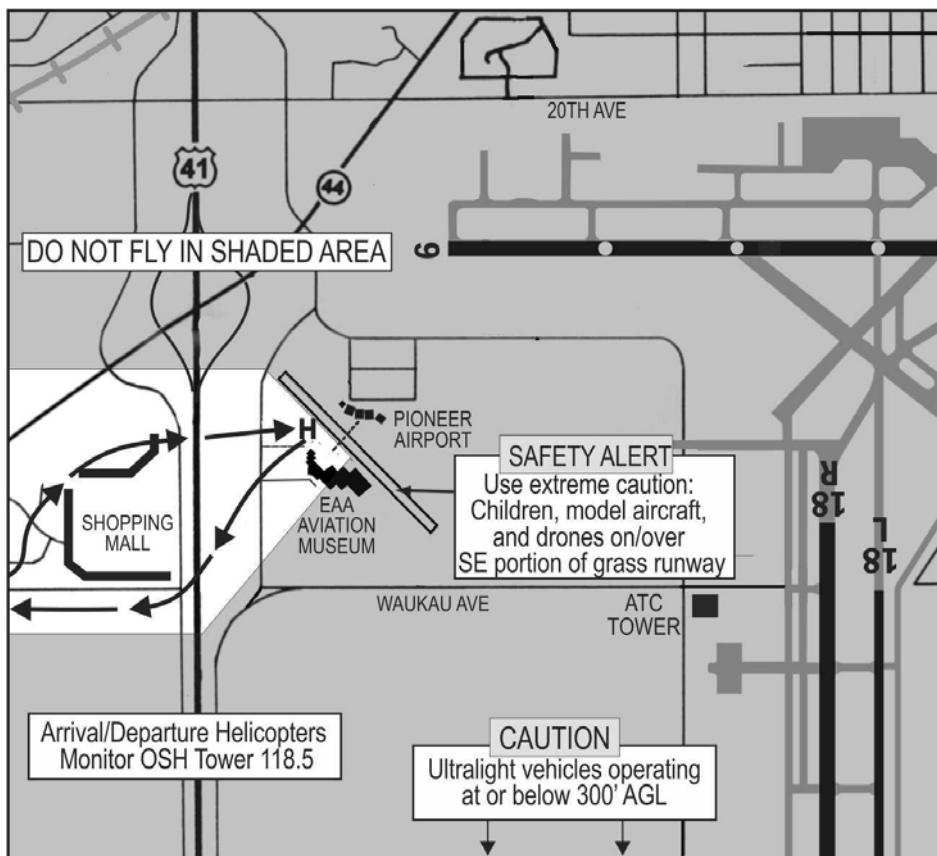 20TH AVE
41
44
DO NOT FLY IN SHADED AREA
9
H
PIONEER
AIRPORT
SAFETY ALERT
Use extreme caution:
Children, model aircraft,
and drones on/over
SE portion of grass runway
18
R
18
L
SHOPPING
MALL
EAA
AVIATION
MUSEUM
WAUKAU AVE
ATC
TOWER
Arrival/Departure Helicopters
Monitor OSH Tower 118.5
CAUTION
Ultralight vehicles operating
at or below 300' AGL